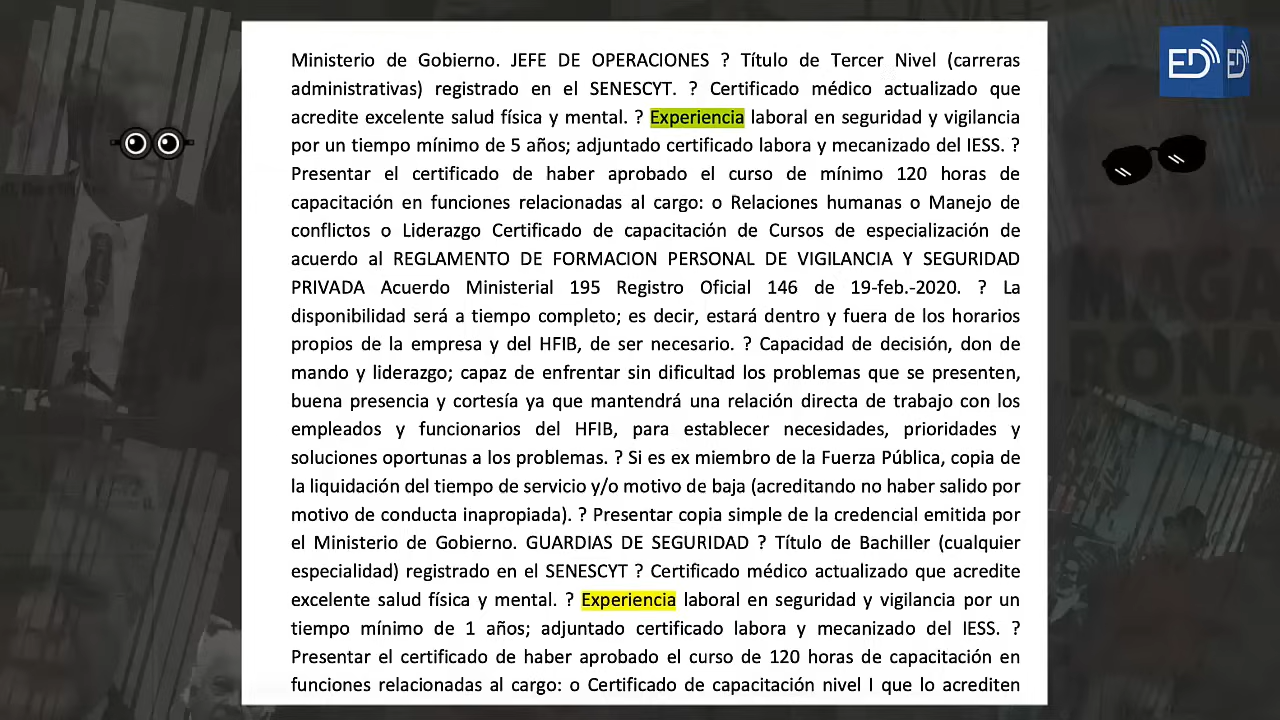 ED ED
Ministerio de Gobierno. JEFE DE OPERACIONES ? Título de Tercer Nivel (carreras
administrativas) registrado en el SENESCYT. ? Certificado médico actualizado que
acredite excelente salud física y mental. ? Experiencia laboral en seguridad y vigilancia
por un tiempo mínimo de 5 años; adjuntado certificado labora y mecanizado del IESS. ?
Presentar el certificado de haber aprobado el curso de mínimo 120 horas de
capacitación en funciones relacionadas al cargo: o Relaciones humanas o Manejo de
conflictos o Liderazgo Certificado de capacitación de Cursos de especialización de
acuerdo al REGLAMENTO DE FORMACION PERSONAL DE VIGILANCIA Y SEGURIDAD
PRIVADA Acuerdo Ministerial 195 Registro Oficial 146 de 19-feb.-2020. ? La
disponibilidad será a tiempo completo; es decir, estará dentro y fuera de los horarios
propios de la empresa y del HFIB, de ser necesario. ? Capacidad de decisión, don de
mando y liderazgo; capaz de enfrentar sin dificultad los problemas que se presenten,
buena presencia y cortesía ya que mantendrá una relación directa de trabajo con los
empleados y funcionarios del HFIB, para establecer necesidades, prioridades y
soluciones oportunas a los problemas. ? Si es ex miembro de la Fuerza Pública, copia de
la liquidación del tiempo de servicio y/o motivo de baja (acreditando no haber salido por
motivo de conducta inapropiada). ? Presentar copia simple de la credencial emitida por
el Ministerio de Gobierno. GUARDIAS DE SEGURIDAD ? Título de Bachiller (cualquier
especialidad) registrado en el SENESCYT ? Certificado médico actualizado que acredite
excelente salud física y mental. ? Experiencia laboral en seguridad y vigilancia por un
tiempo mínimo de 1 años; adjuntado certificado labora y mecanizado del IESS. ?
Presentar el certificado de haber aprobado el curso de 120 horas de capacitación en
funciones relacionadas al cargo: o Certificado de capacitación nivel I que lo acrediten